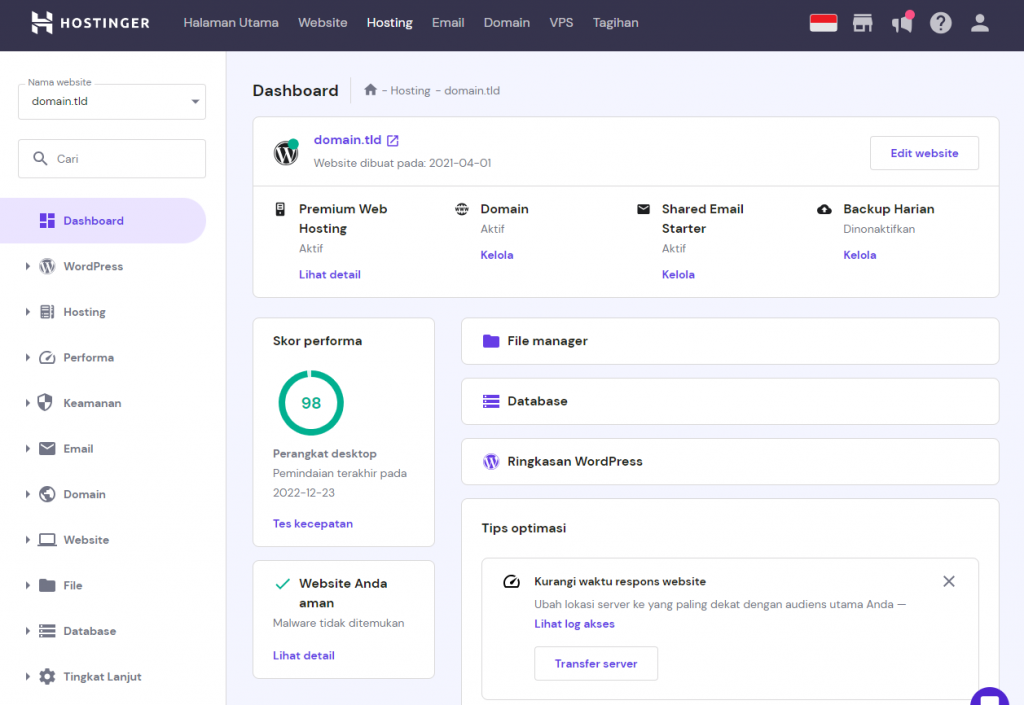 HOSTINGER
Halaman Utama
Website
Hosting
Email
Domain
VPS
Tagihan
Nama website
domain.tld
Cari
Dashboard
WordPress
Hosting
Performa
Keamanan
Email
Domain
Website
File
Database
Tingkat Lanjut
Dashboard
- Hosting - domain.tld
domain.tld
Website dibuat pada: 2021-04-01
Edit website
Premium Web
Hosting
Aktif
Lihat detail
Domain
Aktif
Kelola
Shared Email
Starter
Aktif
Kelola
Backup Harian
Dinonaktifkan
Kelola
Skor performa
98
Perangkat desktop
Pemindaian terakhir pada
2022-12-23
Tes kecepatan
Website Anda
aman
Malware tidak ditemukan
Lihat detail
File manager
Database
Ringkasan WordPress
Tips optimasi
Kurangi waktu respons website
Ubah lokasi server ke yang paling dekat dengan audiens utama Anda —
Lihat log akses
Transfer server